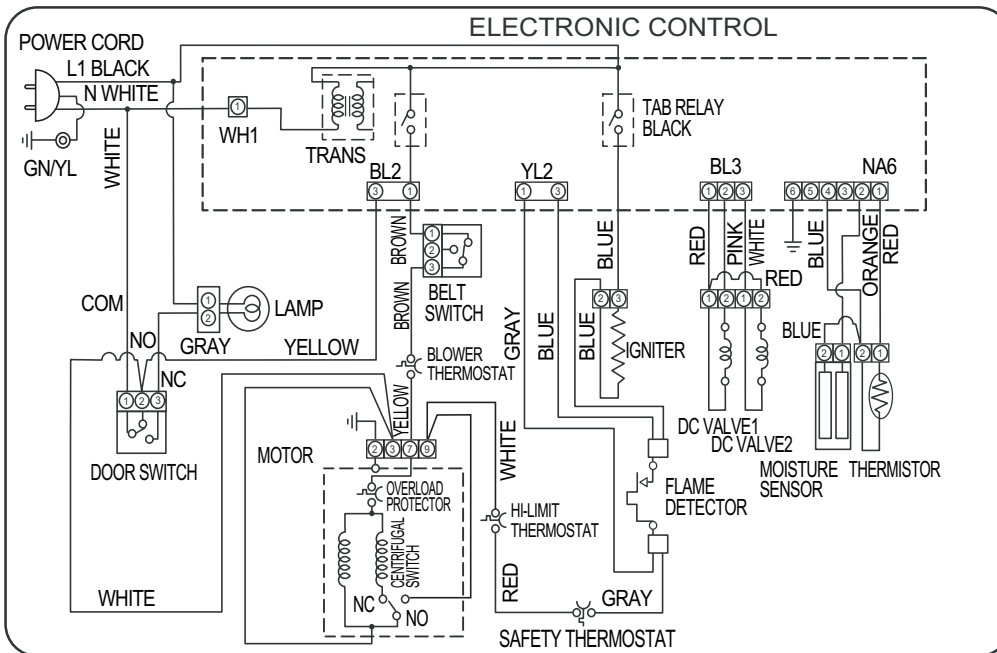 ELECTRONIC CONTROL
POWER CORD
L1 BLACK
N WHITE
GN/YL
WHITE
1
WH1
TRANS
TAB RELAY
BLACK
BL2
3 1
YL2
1 3
BL3
1 2 3
NA6
6 5 4 3 2 1
BROWN
1
2
3
BELT
SWITCH
BROWN
BLUE
RED
PINK
WHITE
RED
BLUE
ORANGE
RED
COM
1
2
LAMP
GRAY
NO
NC
YELLOW
BLOWER
THERMOSTAT
YELLOW
GRAY
BLUE
BLUE
2 3
IGNITER
1 2 1 2
DC VALVE1
DC VALVE2
BLUE
2 1
2 1
MOISTURE
SENSOR
THERMISTOR
1 2 3
DOOR SWITCH
MOTOR
2 3 7 9
WHITE
OVERLOAD
PROTECTOR
CENTRIFUGAL
SWITCH
NC
NO
HI-LIMIT
THERMOSTAT
FLAME
DETECTOR
RED
WHITE
GRAY
SAFETY THERMOSTAT